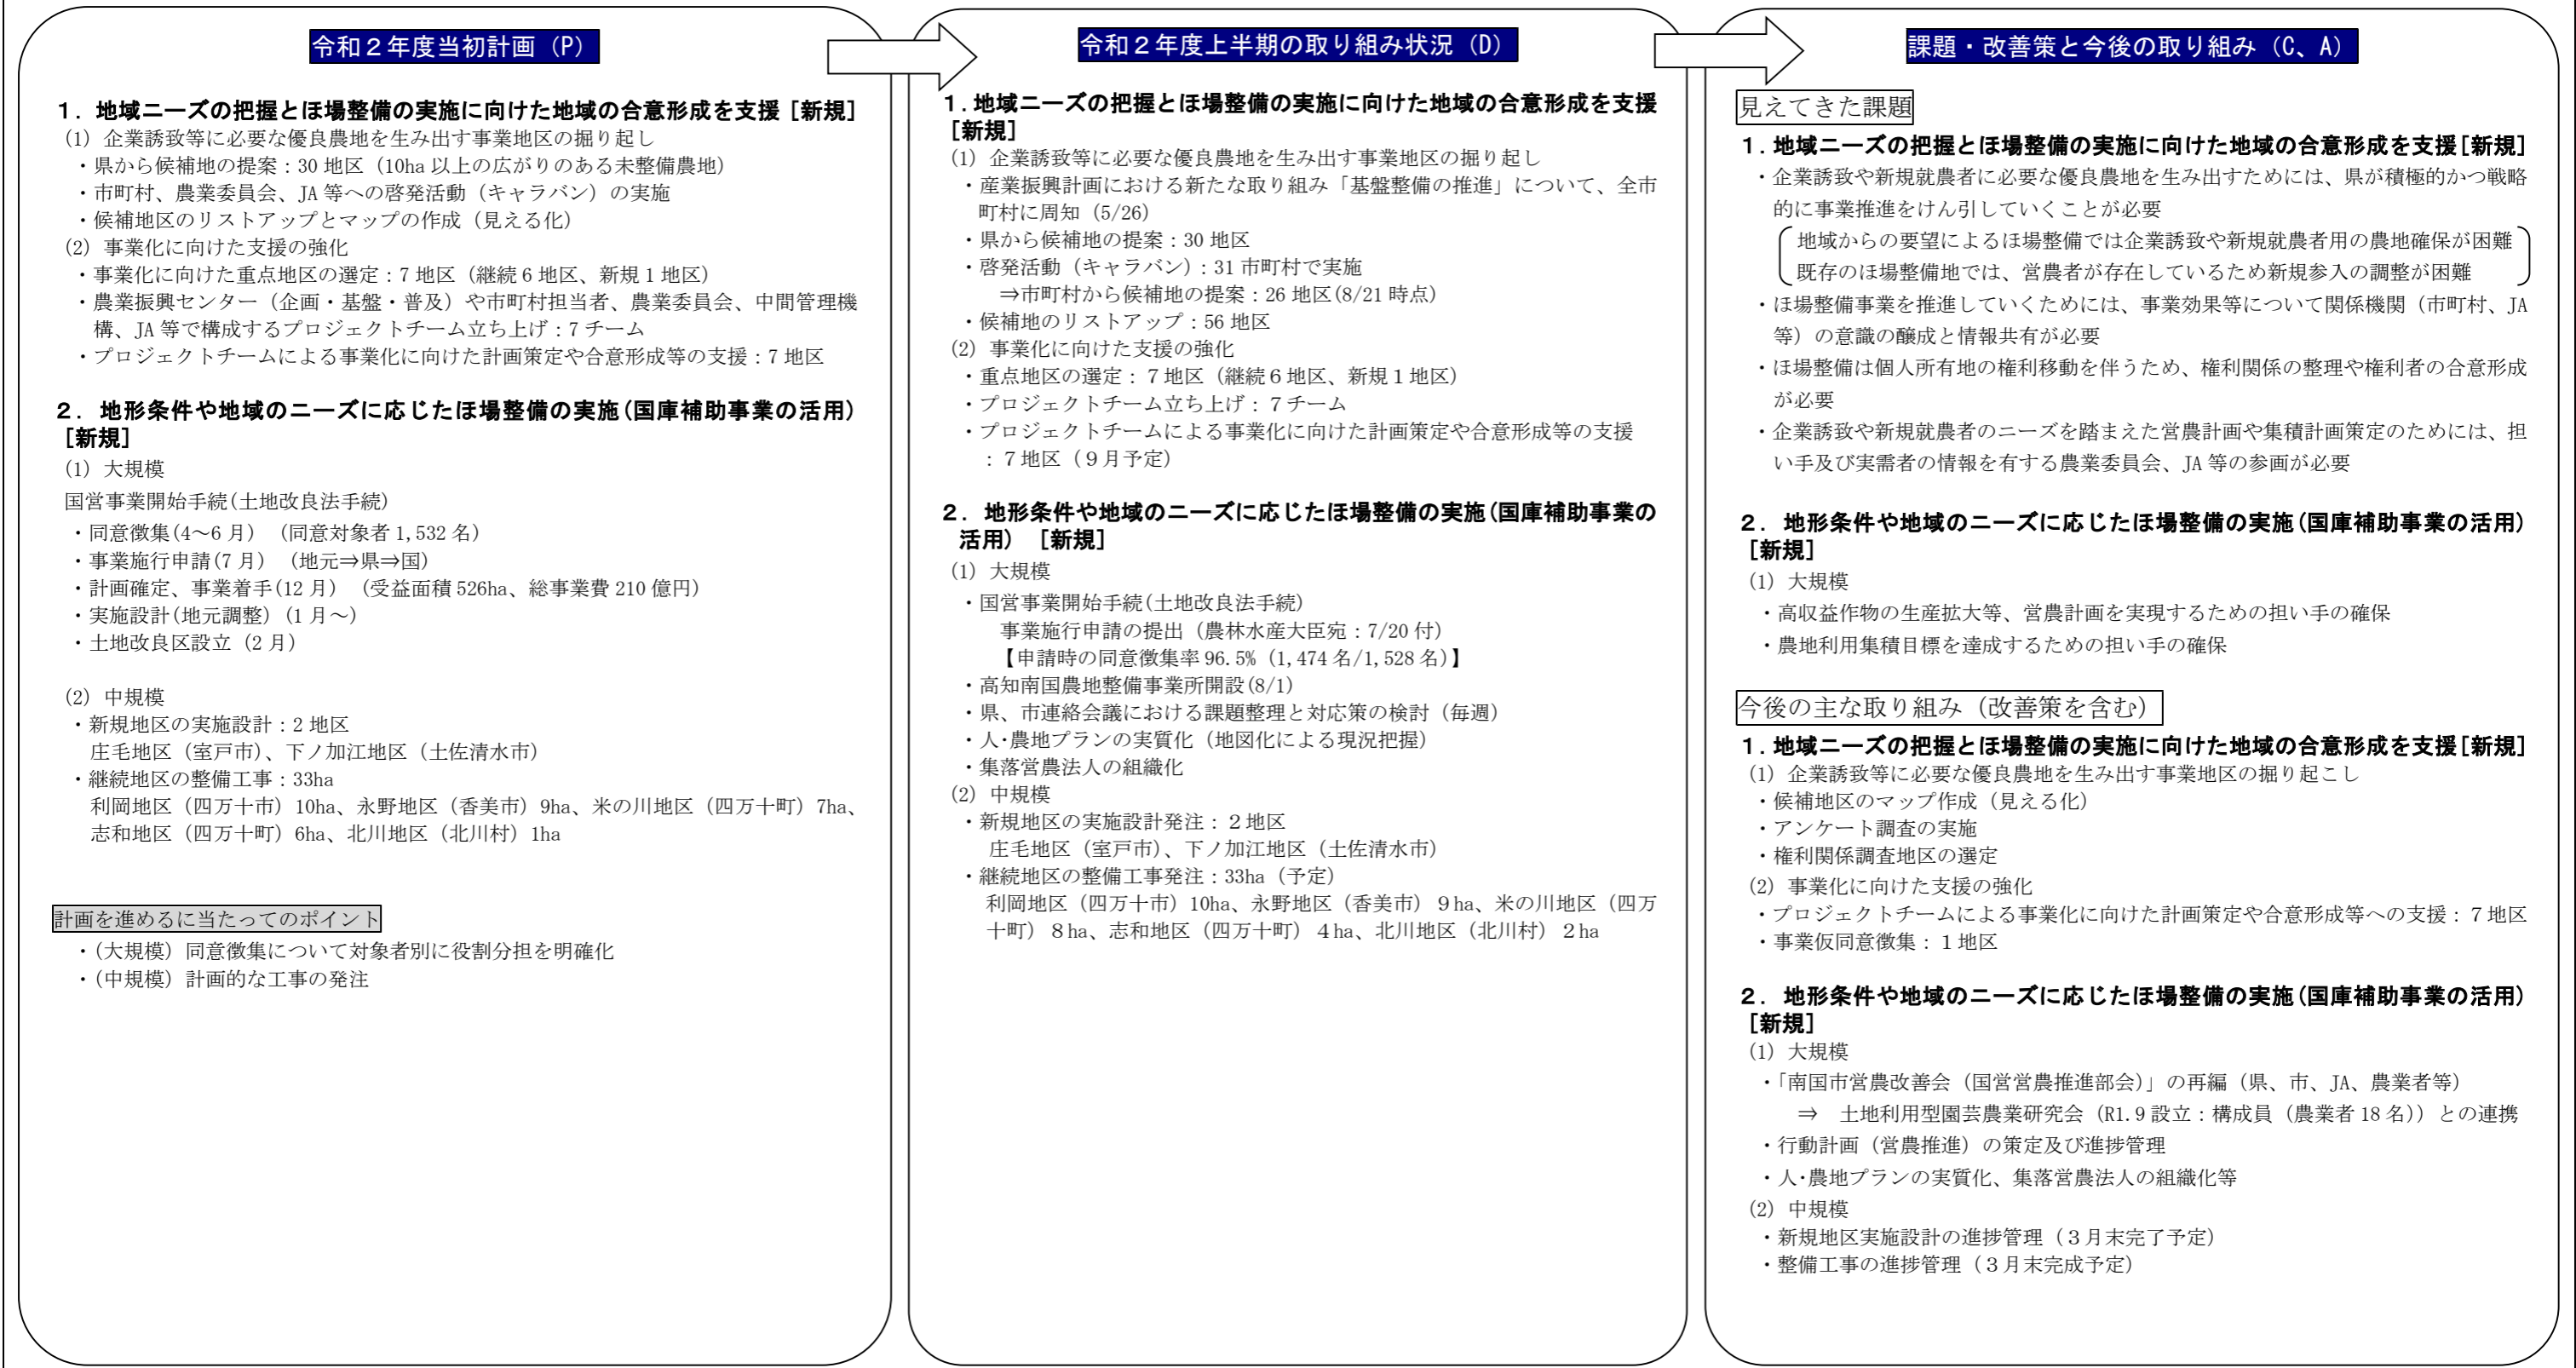 令和２年度当初計画（P）
１．地域ニーズの把握とほ場整備の実施に向けた地域の合意形成を支援［新規］
(1) 企業誘致等に必要な優良農地を生み出す事業地区の掘り起し
・県から候補地の提案：30 地区（10ha 以上の広がりのある未整備農地）
・市町村、農業委員会、JA 等への啓発活動（キャラバン）の実施
・候補地区のリストアップとマップの作成（見える化）
(2) 事業化に向けた支援の強化
・事業化に向けた重点地区の選定：7 地区（継続 6 地区、新規 1 地区）
・農業振興センター（企画・基盤・普及）や市町村担当者、農業委員会、中間管理機
構、JA 等で構成するプロジェクトチーム立ち上げ：7 チーム
・プロジェクトチームによる事業化に向けた計画策定や合意形成等の支援：7 地区
２．地形条件や地域のニーズに応じたほ場整備の実施(国庫補助事業の活用)
［新規］
(1) 大規模
国営事業開始手続(土地改良法手続)
・同意徴集(4～6 月) （同意対象者 1,532 名）
・事業施行申請(7 月) （地元⇒県⇒国）
・計画確定、事業着手(12 月) （受益面積 526ha、総事業費 210 億円）
・実施設計(地元調整)（1 月～）
・土地改良区設立（2 月）
(2) 中規模
・新規地区の実施設計：2 地区
庄毛地区（室戸市）、下ノ加江地区（土佐清水市）
・継続地区の整備工事：33ha
利岡地区（四万十市）10ha、永野地区（香美市）9ha、米の川地区（四万十町）7ha、
志和地区（四万十町）6ha、北川地区（北川村）1ha
計画を進めるに当たってのポイント
・（大規模）同意徴集について対象者別に役割分担を明確化
・（中規模）計画的な工事の発注
令和２年度上半期の取り組み状況（D）
１.地域ニーズの把握とほ場整備の実施に向けた地域の合意形成を支援
［新規］
(1) 企業誘致等に必要な優良農地を生み出す事業地区の掘り起し
・産業振興計画における新たな取り組み「基盤整備の推進」について、全市
町村に周知（5/26）
・県から候補地の提案：30 地区
・啓発活動（キャラバン）：31 市町村で実施
⇒市町村から候補地の提案：26 地区(8/21 時点)
・候補地のリストアップ：56 地区
(2) 事業化に向けた支援の強化
・重点地区の選定：７地区（継続６地区、新規１地区）
・プロジェクトチーム立ち上げ：７チーム
・プロジェクトチームによる事業化に向けた計画策定や合意形成等の支援
：７地区（９月予定）
２．地形条件や地域のニーズに応じたほ場整備の実施(国庫補助事業の
活用)　［新規］
(1) 大規模
・国営事業開始手続(土地改良法手続)
事業施行申請の提出（農林水産大臣宛：7/20 付）
【申請時の同意徴集率 96.5%（1,474 名/1,528 名)】
・高知南国農地整備事業所開設(8/1)
・県、市連絡会議における課題整理と対応策の検討（毎週）
・人･農地プランの実質化（地図化による現況把握）
・集落営農法人の組織化
(2) 中規模
・新規地区の実施設計発注：２地区
庄毛地区（室戸市)、下ノ加江地区（土佐清水市）
・継続地区の整備工事発注：33ha（予定）
利岡地区（四万十市）10ha、永野地区（香美市）９ha、米の川地区（四万
十町）８ha、志和地区（四万十町）４ha、北川地区（北川村）２ha
課題・改善策と今後の取り組み（C、A）
見えてきた課題
１.地域ニーズの把握とほ場整備の実施に向けた地域の合意形成を支援［新規］
・企業誘致や新規就農者に必要な優良農地を生み出すためには、県が積極的かつ戦略
的に事業推進をけん引していくことが必要
地域からの要望によるほ場整備では企業誘致や新規就農者用の農地確保が困難
既存のほ場整備地では、営農者が存在しているため新規参入の調整が困難
・ほ場整備事業を推進していくためには、事業効果等について関係機関（市町村、JA
等）の意識の醸成と情報共有が必要
・ほ場整備は個人所有地の権利移動を伴うため、権利関係の整理や権利者の合意形成
が必要
・企業誘致や新規就農者のニーズを踏まえた営農計画や集積計画策定のためには、担
い手及び実需者の情報を有する農業委員会、JA 等の参画が必要
２．地形条件や地域のニーズに応じたほ場整備の実施(国庫補助事業の活用)
［新規］
(1) 大規模
・高収益作物の生産拡大等、営農計画を実現するための担い手の確保
・農地利用集積目標を達成するための担い手の確保
今後の主な取り組み（改善策を含む）
１.地域ニーズの把握とほ場整備の実施に向けた地域の合意形成を支援［新規］
(1) 企業誘致等に必要な優良農地を生み出す事業地区の掘り起こし
・候補地区のマップ作成（見える化）
・アンケート調査の実施
・権利関係調査地区の選定
(2) 事業化に向けた支援の強化
・プロジェクトチームによる事業化に向けた計画策定や合意形成等への支援：７地区
・事業仮同意徴集：１地区
２．地形条件や地域のニーズに応じたほ場整備の実施(国庫補助事業の活用)
［新規］
(1) 大規模
・「南国市営農改善会（国営営農推進部会）」の再編（県、市、JA、農業者等）
⇒　土地利用型園芸農業研究会（R1.9 設立：構成員（農業者 18 名））との連携
・行動計画（営農推進）の策定及び進捗管理
・人･農地プランの実質化、集落営農法人の組織化等
(2) 中規模
・新規地区実施設計の進捗管理（３月末完了予定）
・整備工事の進捗管理（３月末完成予定）